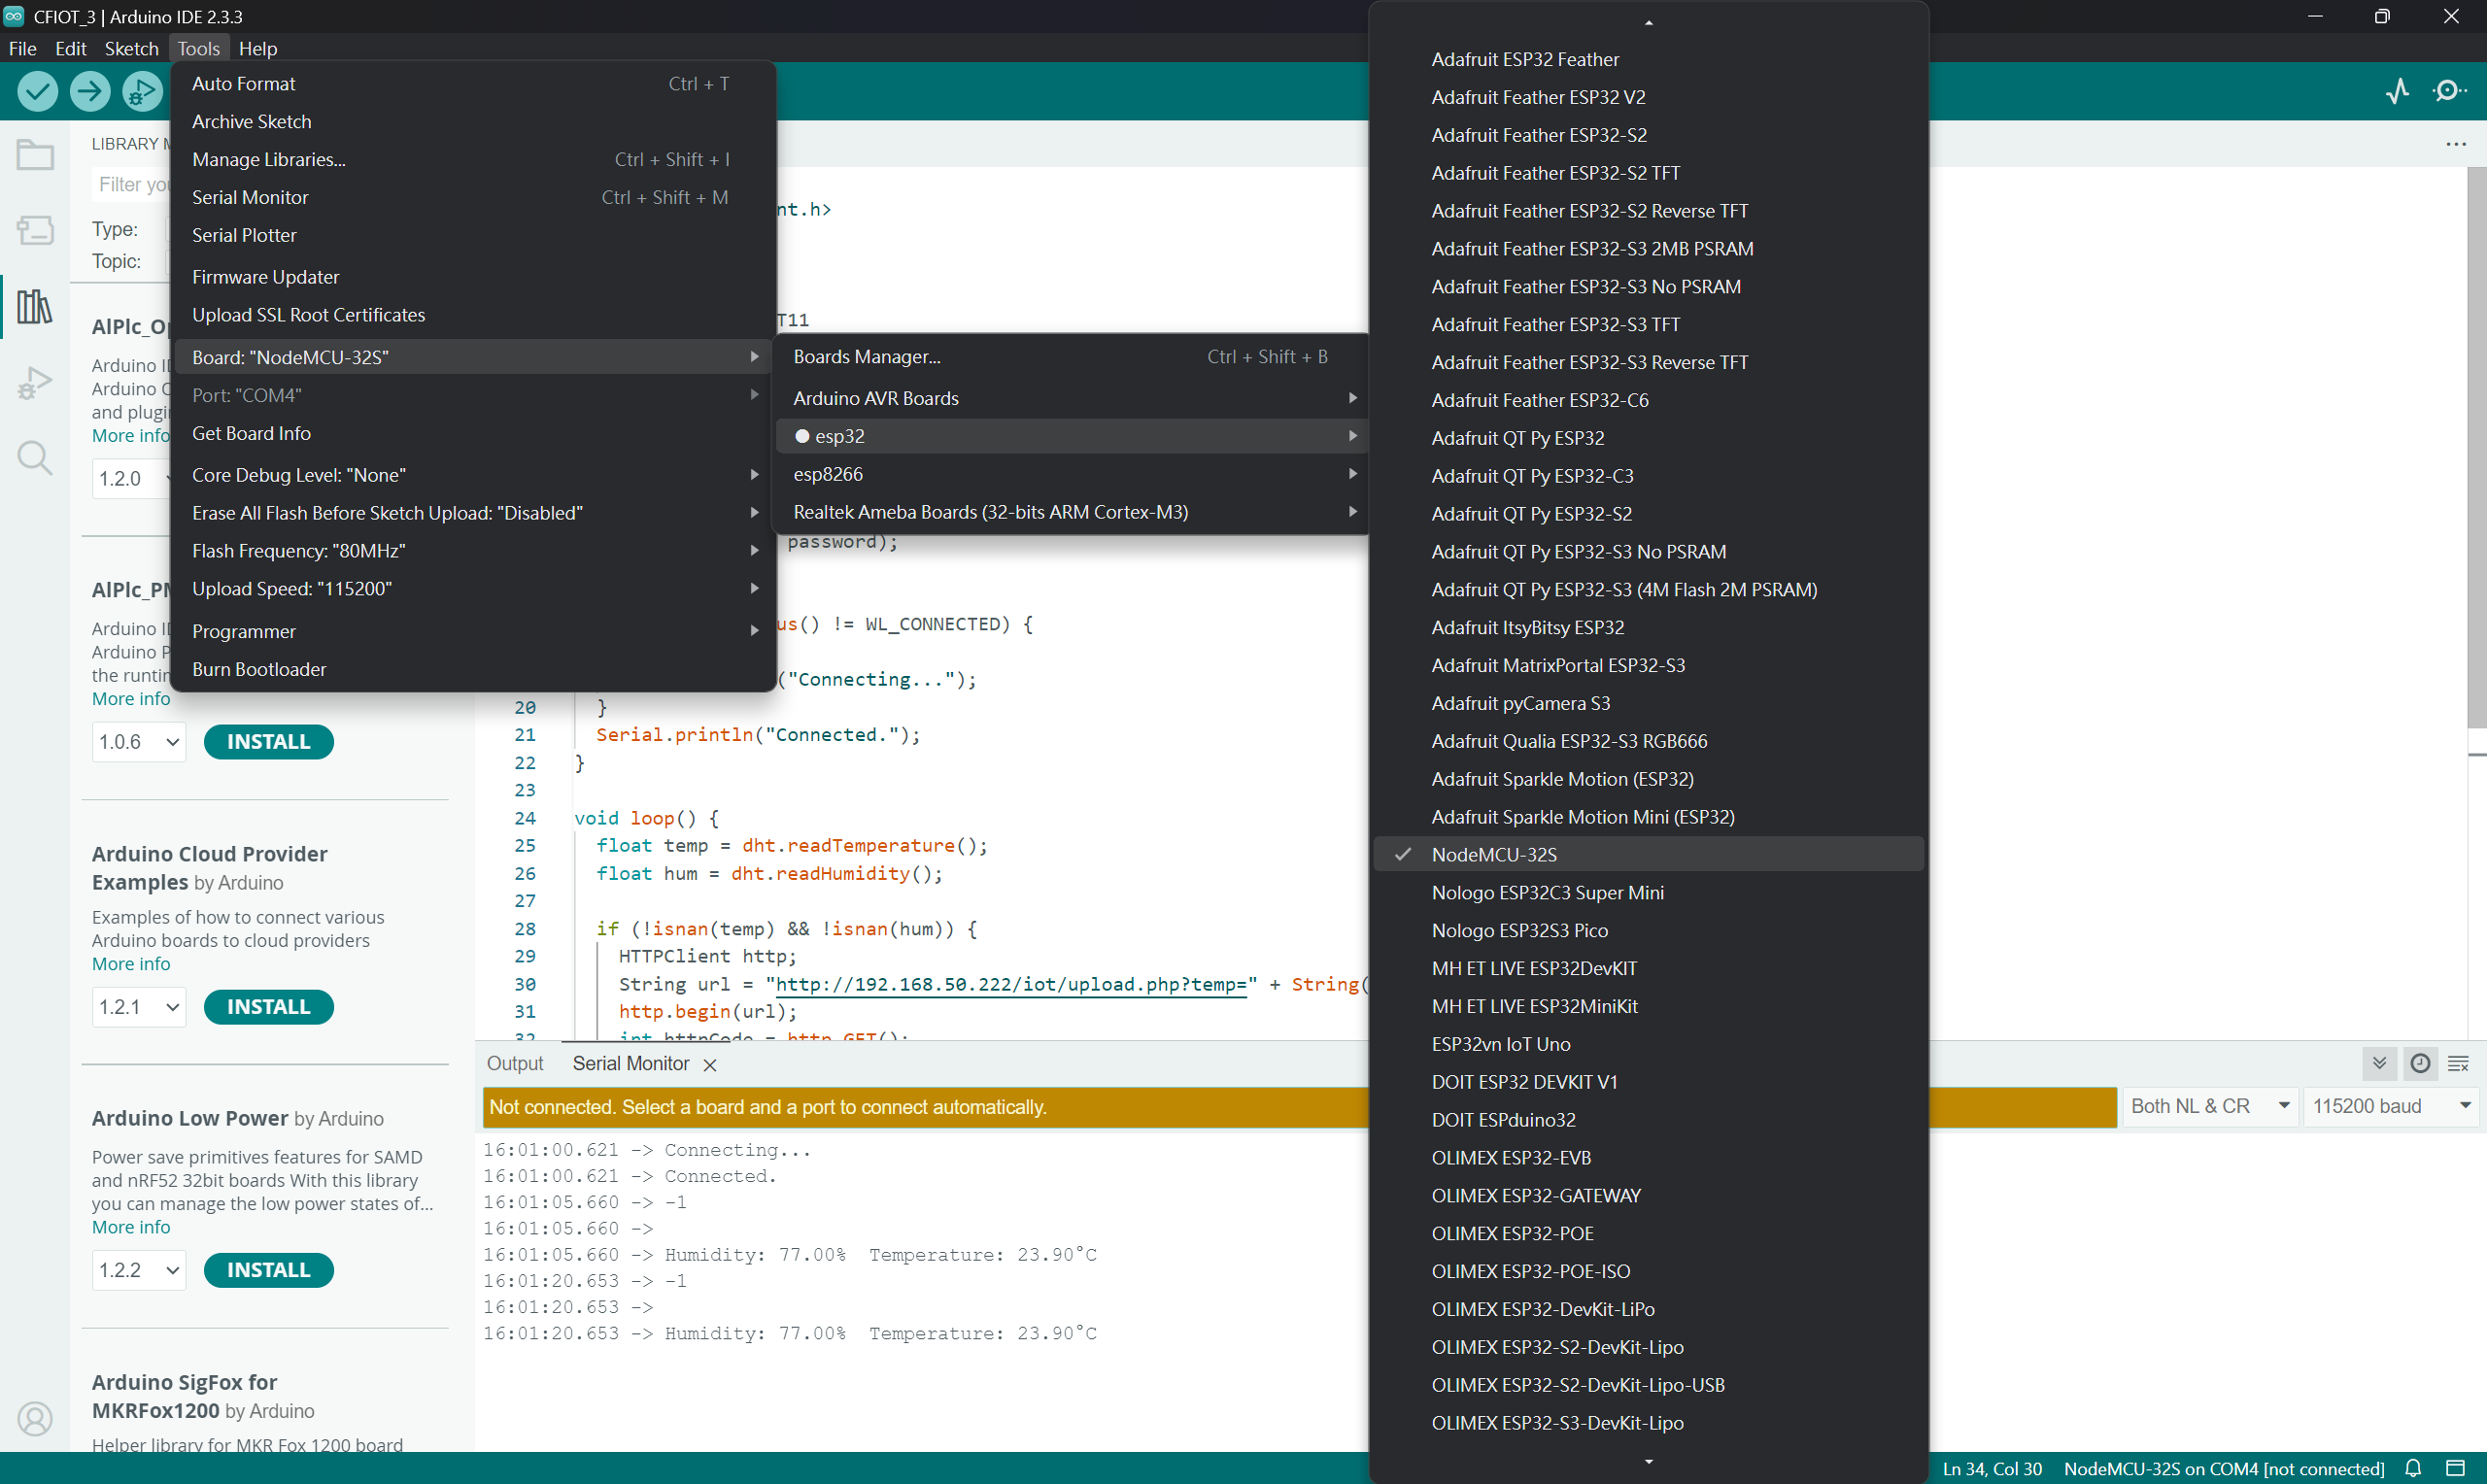 CFIOT_3 | Arduino IDE 2.3.3
File Edit Sketch Tools Help
Auto Format Ctrl + T
Archive Sketch
Manage Libraries... Ctrl + Shift + I
Serial Monitor Ctrl + Shift + M
Serial Plotter
Firmware Updater
Upload SSL Root Certificates
Board: "NodeMCU-32S"
Port: "COM4"
Get Board Info
Core Debug Level: "None"
Erase All Flash Before Sketch Upload: "Disabled"
Flash Frequency: "80MHz"
Upload Speed: "115200"
Programmer
Burn Bootloader
Boards Manager... Ctrl + Shift + B
Arduino AVR Boards
esp32
esp8266
Realtek Ameba Boards (32-bits ARM Cortex-M3)
Adafruit ESP32 Feather
Adafruit Feather ESP32 V2
Adafruit Feather ESP32-S2
Adafruit Feather ESP32-S2 TFT
Adafruit Feather ESP32-S2 Reverse TFT
Adafruit Feather ESP32-S3 2MB PSRAM
Adafruit Feather ESP32-S3 No PSRAM
Adafruit Feather ESP32-S3 TFT
Adafruit Feather ESP32-S3 Reverse TFT
Adafruit Feather ESP32-C6
Adafruit QT Py ESP32
Adafruit QT Py ESP32-C3
Adafruit QT Py ESP32-S2
Adafruit QT Py ESP32-S3 No PSRAM
Adafruit QT Py ESP32-S3 (4M Flash 2M PSRAM)
Adafruit ItsyBitsy ESP32
Adafruit MatrixPortal ESP32-S3
Adafruit pyCamera S3
Adafruit Qualia ESP32-S3 RGB666
Adafruit Sparkle Motion (ESP32)
Adafruit Sparkle Motion Mini (ESP32)
NodeMCU-32S
Nologo ESP32C3 Super Mini
Nologo ESP32S3 Pico
MH ET LIVE ESP32DevKIT
MH ET LIVE ESP32MiniKit
ESP32vn IoT Uno
DOIT ESP32 DEVKIT V1
DOIT ESPduino32
OLIMEX ESP32-EVB
OLIMEX ESP32-GATEWAY
OLIMEX ESP32-POE
OLIMEX ESP32-POE-ISO
OLIMEX ESP32-DevKit-LiPo
OLIMEX ESP32-S2-DevKit-Lipo
OLIMEX ESP32-S2-DevKit-Lipo-USB
OLIMEX ESP32-S3-DevKit-Lipo
LIBRARY
Type:
Topic:
Arduino
More info
1.2.0
Arduino
the
More info
1.0.6 INSTALL
Arduino Cloud Provider
Examples by Arduino
Examples of how to connect various
Arduino boards to cloud providers
More info
1.2.1 INSTALL
Arduino Low Power by Arduino
Power save primitives features for SAMD
and nRF52 32bit boards With this library
you can manage the low power states of...
More info
1.2.2 INSTALL
Arduino SigFox for
MKRFox1200 by Arduino
Helper library for MKR Fox 1200 board
nt.h>
T11
password);
us() != WL_CONNECTED) {
("Connecting...");
20 }
21 Serial.println("Connected.");
22 }
23
24 void loop() {
25 float temp = dht.readTemperature();
26 float hum = dht.readHumidity();
27
28 if (!isnan(temp) && !isnan(hum)) {
29 HTTPClient http;
30 String url = "http://192.168.50.222/iot/upload.php?temp=" + String(
31 http.begin(url);
32 int httpCode = http.GET();
Output Serial Monitor
Not connected. Select a board and a port to connect automatically.
Both NL & CR 115200 baud
16:01:00.621 -> Connecting...
16:01:00.621 -> Connected.
16:01:05.660 -> -1
16:01:05.660 ->
16:01:05.660 -> Humidity: 77.00% Temperature: 23.90°C
16:01:20.653 -> -1
16:01:20.653 ->
16:01:20.653 -> Humidity: 77.00% Temperature: 23.90°C
Ln 34, Col 30 NodeMCU-32S on COM4 [not connected]